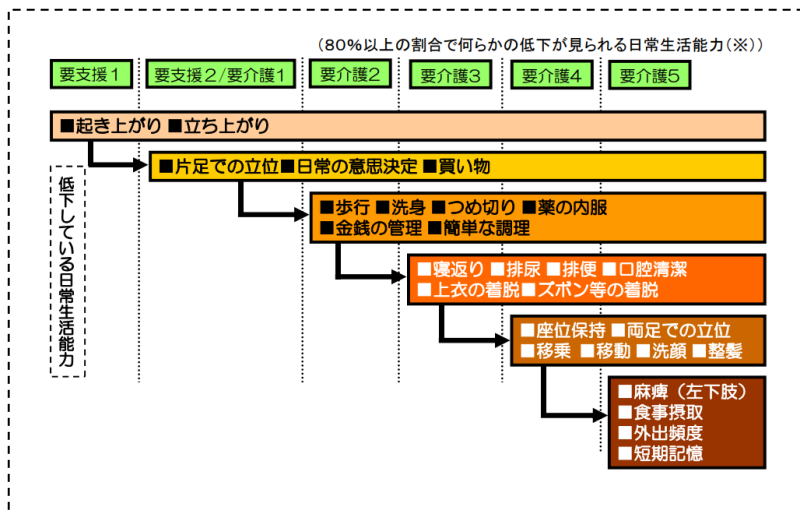 （80％以上の割合で何らかの低下が見られる日常生活能力（※））
要支援１
要支援２/要介護１
要介護２
要介護３
要介護４
要介護５
■起き上がり ■立ち上がり
■片足での立位■日常の意思決定 ■買い物
■歩行 ■洗身 ■つめ切り ■薬の内服
■金銭の管理 ■簡単な調理
■寝返り ■排尿 ■排便 ■口腔清潔
■上衣の着脱■ズボン等の着脱
■座位保持 ■両足での立位
■移乗 ■移動 ■洗顔 ■整髪
■麻痺（左下肢）
■食事摂取
■外出頻度
■短期記憶
低下している日常生活能力